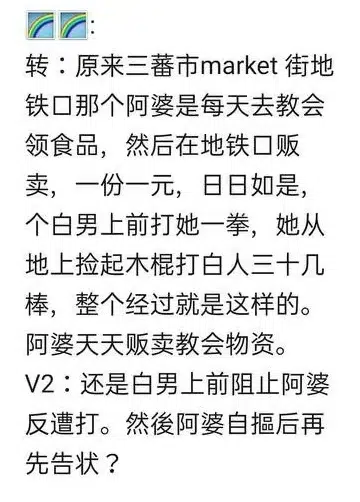 :
转：原来三蕃市market 街地
铁口那个阿婆是每天去教会
领食品，然后在地铁口贩
卖，一份一元，日日如是，
个白男上前打她一拳，她从
地上捡起木棍打白人三十几
棒，整个经过就是这样的。
阿婆天天贩卖教会物资。
V2：还是白男上前阻止阿婆
反遭打。然後阿婆自摳后再
先告状？